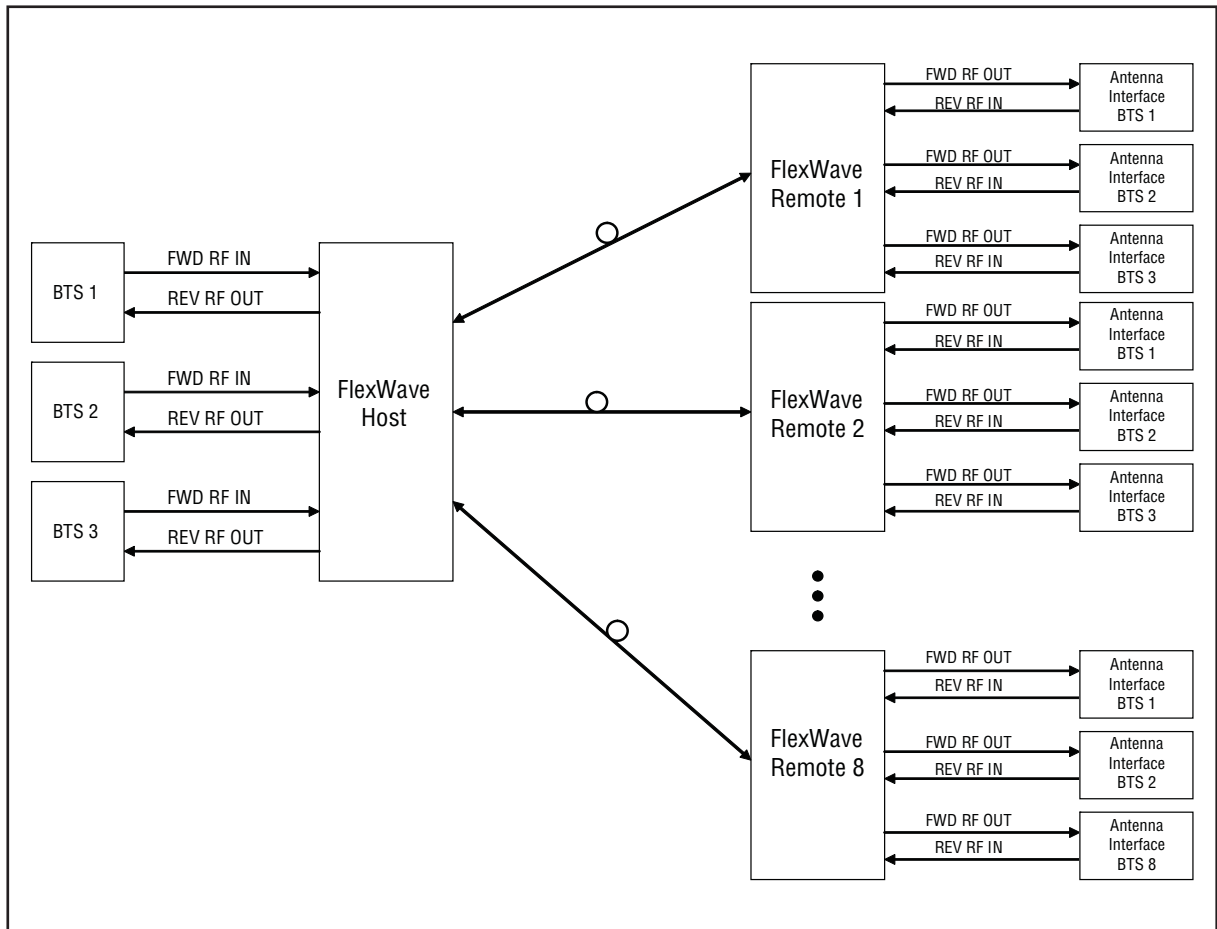 BTS 1
FWD RF IN
REV RF OUT
BTS 2
FWD RF IN
REV RF OUT
BTS 3
FWD RF IN
REV RF OUT
FlexWave
Host
FlexWave
Remote 1
FWD RF OUT
REV RF IN
Antenna
Interface
BTS 1
FWD RF OUT
REV RF IN
Antenna
Interface
BTS 2
FWD RF OUT
REV RF IN
Antenna
Interface
BTS 3
FlexWave
Remote 2
FWD RF OUT
REV RF IN
Antenna
Interface
BTS 1
FWD RF OUT
REV RF IN
Antenna
Interface
BTS 2
FWD RF OUT
REV RF IN
Antenna
Interface
BTS 3
FlexWave
Remote 8
FWD RF OUT
REV RF IN
Antenna
Interface
BTS 1
FWD RF OUT
REV RF IN
Antenna
Interface
BTS 2
FWD RF OUT
REV RF IN
Antenna
Interface
BTS 8